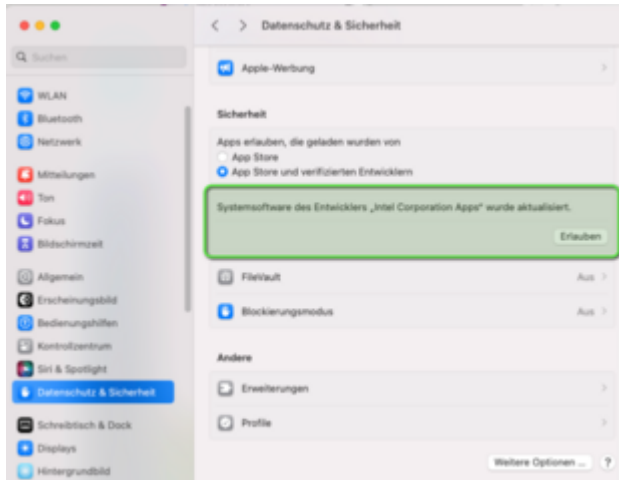 Datenschutz & Sicherheit
Suchen
Apple-Werbung
WLAN
Bluetooth
Netzwerk
Mitteilungen
Ton
Fokus
Bildschirmzeit
Allgemein
Erscheinungsbild
Bedienungshilfen
Kontrollzentrum
Siri & Spotlight
Datenschutz & Sicherheit
Schreibtisch & Dock
Displays
Hintergrundbild
Sicherheit
Apps erlauben, die geladen wurden von
App Store
App Store und verifizierten Entwicklern
Systemsoftware des Entwicklers „Intel Corporation Apps“ wurde aktualisiert.
Erlauben
FileVault Aus
Blockierungsmodus Aus
Andere
Erweiterungen
Profile
Weitere Optionen ... ?